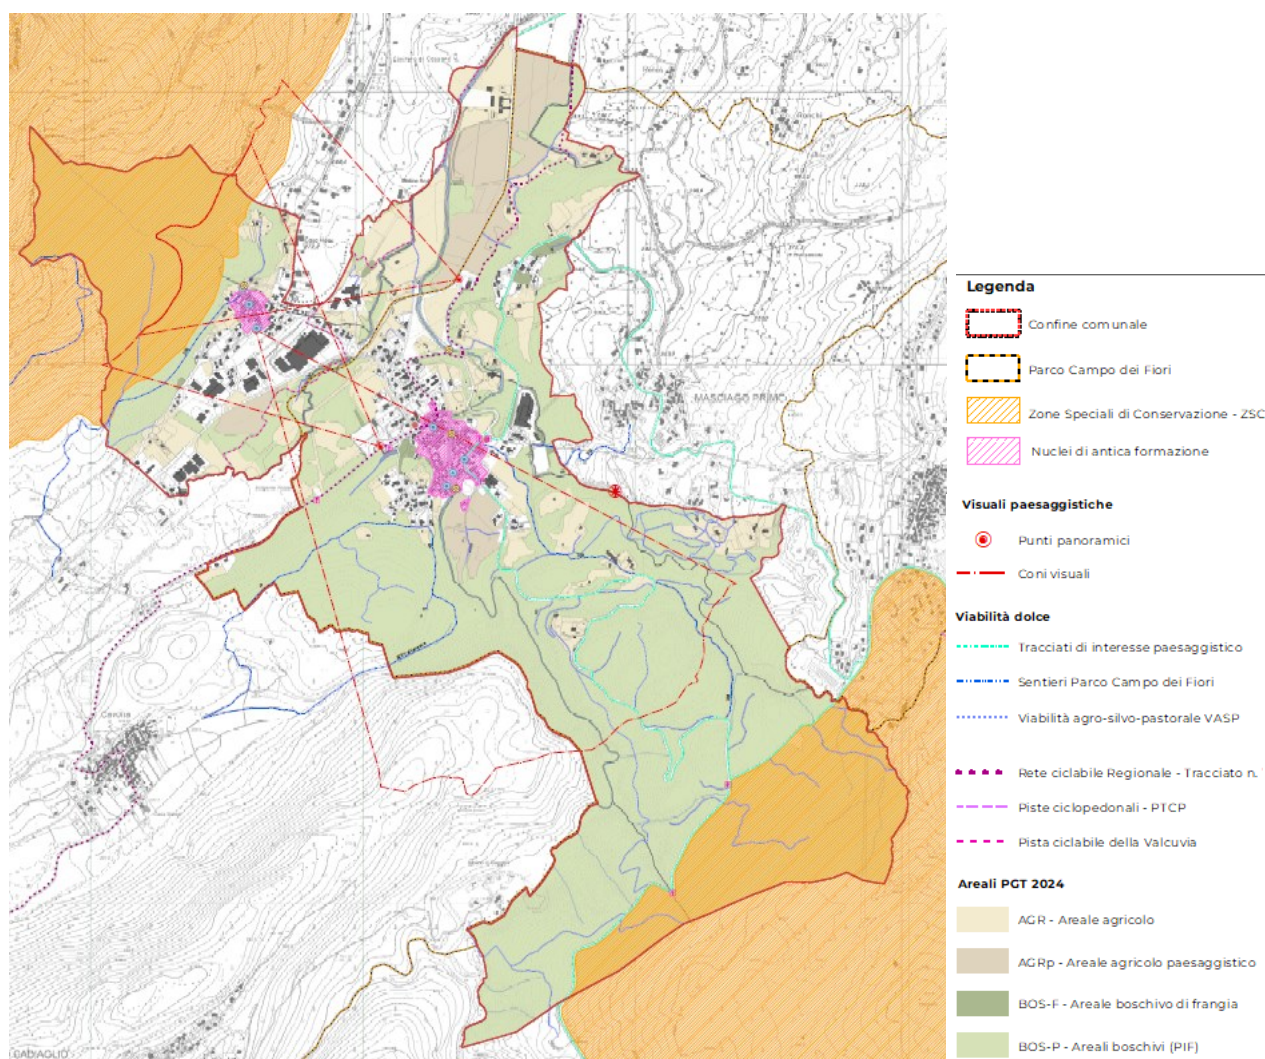 MASCIAGO PRIMO
Ronchi
Cavona
CABIAGLIO
Legenda
Confine comunale
Parco Campo dei Fiori
Zone Speciali di Conservazione - ZSC
Nuclei di antica formazione
Visuali paesaggistiche
Punti panoramici
Coni visuali
Viabilità dolce
Tracciati di interesse paesaggistico
Sentieri Parco Campo dei Fiori
Viabilità agro-silvo-pastorale VASP
Rete ciclabile Regionale - Tracciato n.
Piste ciclopedonali - PTCP
Pista ciclabile della Valcuvia
Areali PGT 2024
AGR - Areale agricolo
AGRp - Areale agricolo paesaggistico
BOS-F - Areale boschivo di frangia
BOS-P - Areali boschivi (PIF)